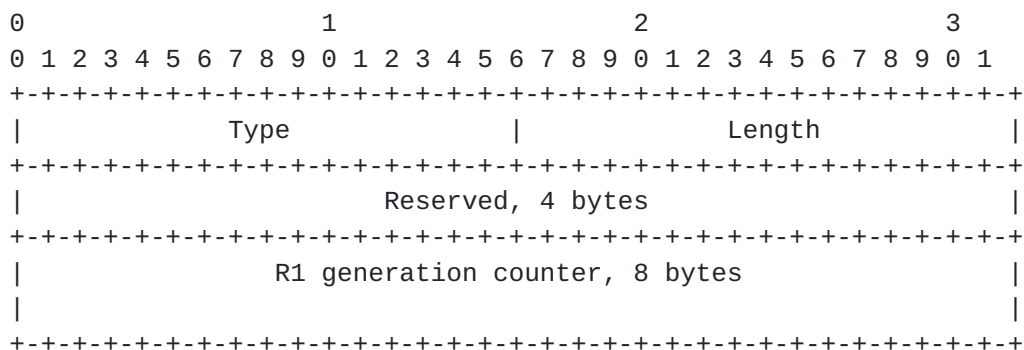 0                   1                   2                   3
0 1 2 3 4 5 6 7 8 9 0 1 2 3 4 5 6 7 8 9 0 1 2 3 4 5 6 7 8 9 0 1
+-+-+-+-+-+-+-+-+-+-+-+-+-+-+-+-+-+-+-+-+-+-+-+-+-+-+-+-+-+-+-+-+
|             Type              |             Length            |
+-+-+-+-+-+-+-+-+-+-+-+-+-+-+-+-+-+-+-+-+-+-+-+-+-+-+-+-+-+-+-+-+
|                       Reserved, 4 bytes                       |
+-+-+-+-+-+-+-+-+-+-+-+-+-+-+-+-+-+-+-+-+-+-+-+-+-+-+-+-+-+-+-+-+
|                R1 generation counter, 8 bytes                 |
|                                                               |
+-+-+-+-+-+-+-+-+-+-+-+-+-+-+-+-+-+-+-+-+-+-+-+-+-+-+-+-+-+-+-+-+